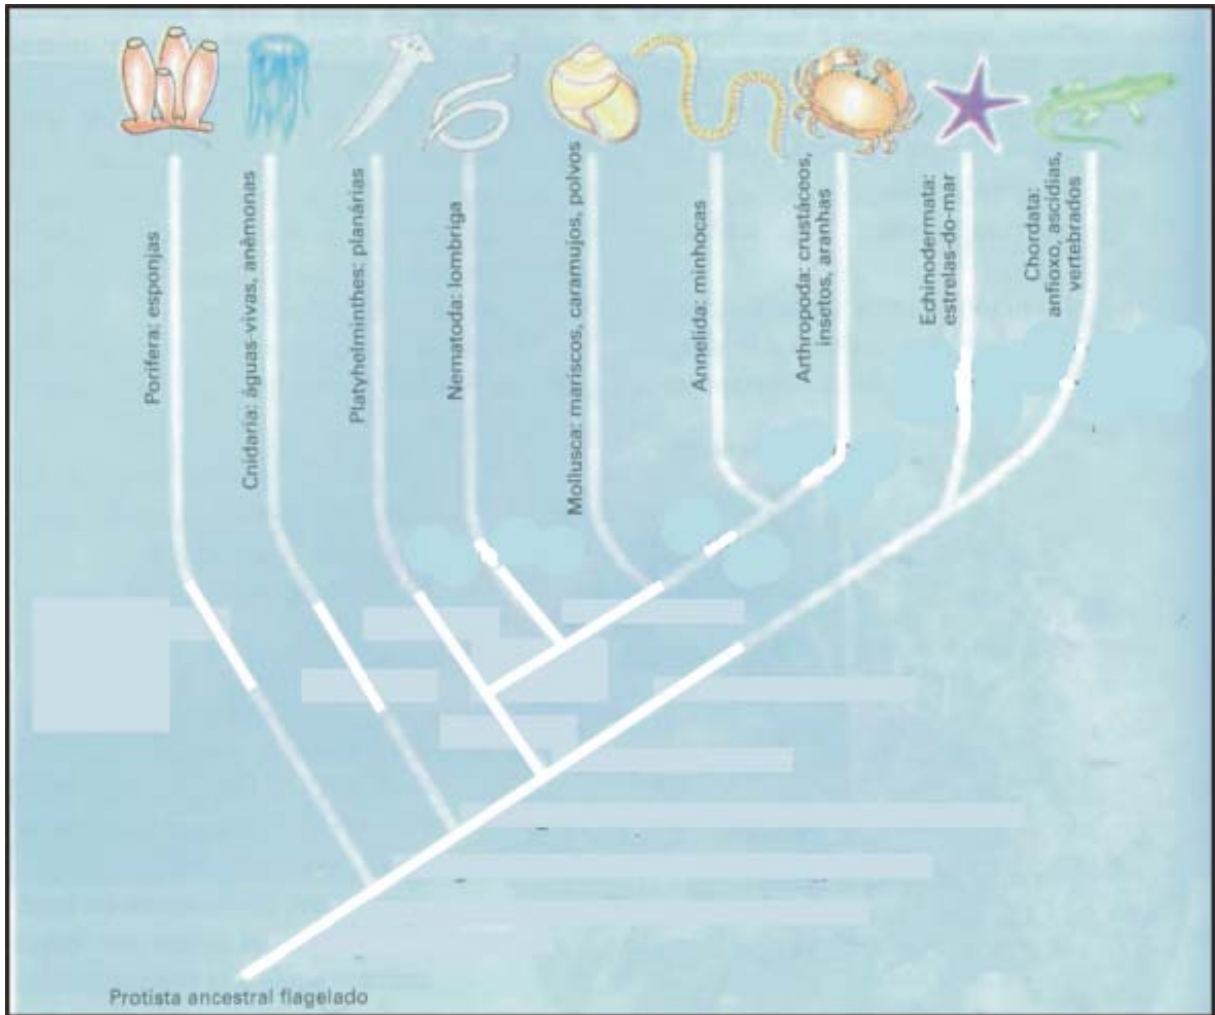 Porifera: esponjas
Cnidaria: águas-vivas, anêmonas
Platyhelminthes: planárias
Nematoda: lombriga
Mollusca: mariscos, caramujos, polvos
Annelida: minhocas
Arthropoda: crustáceos,
insetos, aranhas
Echinodermata:
estrelas-do-mar
Chordata:
anfioxo, ascídias,
vertebrados
Protista ancestral flagelado